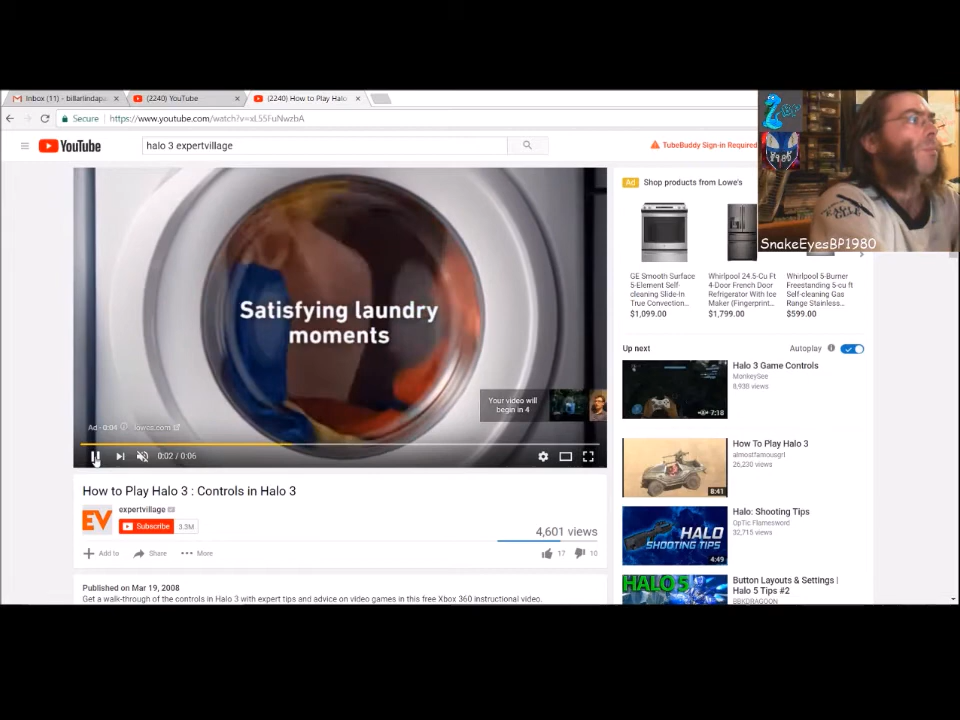 Inbox (11) - billarlindapa
(2240) YouTube
(2240) How to Play Halo
Secure
https://www.youtube.com/watch?v=xL5SFuNwzbA
YouTube
halo 3 expertvillage
TubeBuddy Sign-in Required
SnakeEyesBP1980
Satisfying laundry
moments
Your video will
begin in 4
Ad - 0:04
lowes.com
0:02 / 0:06
How to Play Halo 3 : Controls in Halo 3
EV
expertvillage
Subscribe 3.3M
4,601 views
Add to Share More
17 10
Published on Mar 19, 2008
Get a walk-through of the controls in Halo 3 with expert tips and advice on video games in this free Xbox 360 instructional video.
Ad Shop products from Lowe's
GE Smooth Surface
5-Element Self-
cleaning Slide-In
True Convection...
$1,099.00
Whirlpool 24.5-Cu Ft
4-Door French Door
Refrigerator With Ice
Maker (Fingerprint...
$1,799.00
Whirlpool 5-Burner
Freestanding 5-cu ft
Self-cleaning Gas
Range Stainless...
$599.00
Up next
Autoplay
Halo 3 Game Controls
MonkeySee
8,938 views
7:18
How To Play Halo 3
almostfamousgrl
26,230 views
8:41
Halo: Shooting Tips
OpTic Flamesword
32,715 views
HALO
SHOOTING TIPS
4:49
Button Layouts & Settings |
Halo 5 Tips #2
BBKDRAGOON
HALO 5